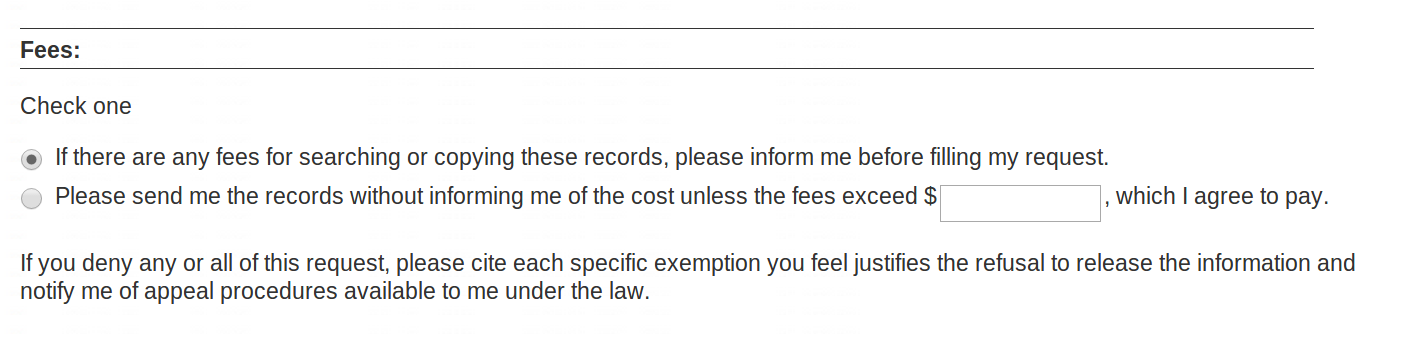 Fees:
Check one
If there are any fees for searching or copying these records, please inform me before filling my request.
Please send me the records without informing me of the cost unless the fees exceed $ , which I agree to pay.
If you deny any or all of this request, please cite each specific exemption you feel justifies the refusal to release the information and
notify me of appeal procedures available to me under the law.